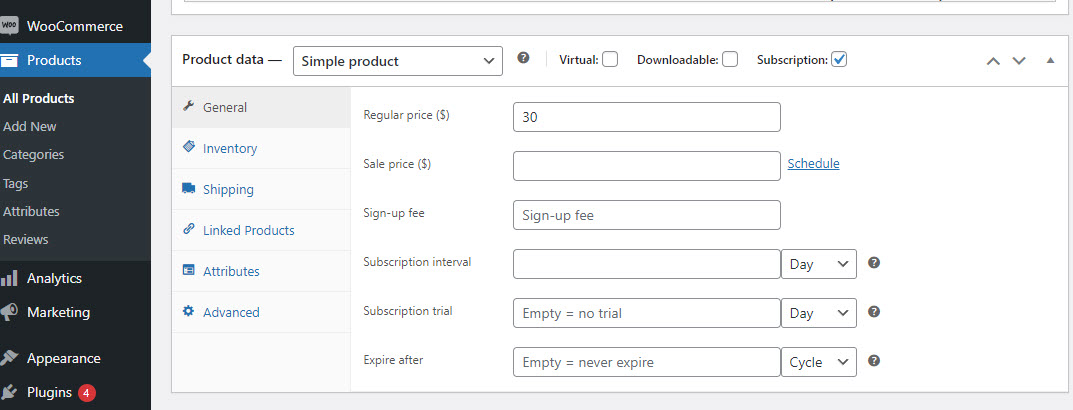 WooCommerce
Products
All Products
Add New
Categories
Tags
Attributes
Reviews
Analytics
Marketing
Appearance
Plugins 4
Product data — Simple product ? Virtual: Downloadable: Subscription:
General
Inventory
Shipping
Linked Products
Attributes
Advanced
Regular price ($) 30
Sale price ($) Schedule
Sign-up fee Sign-up fee
Subscription interval Day ?
Subscription trial Empty = no trial Day ?
Expire after Empty = never expire Cycle ?